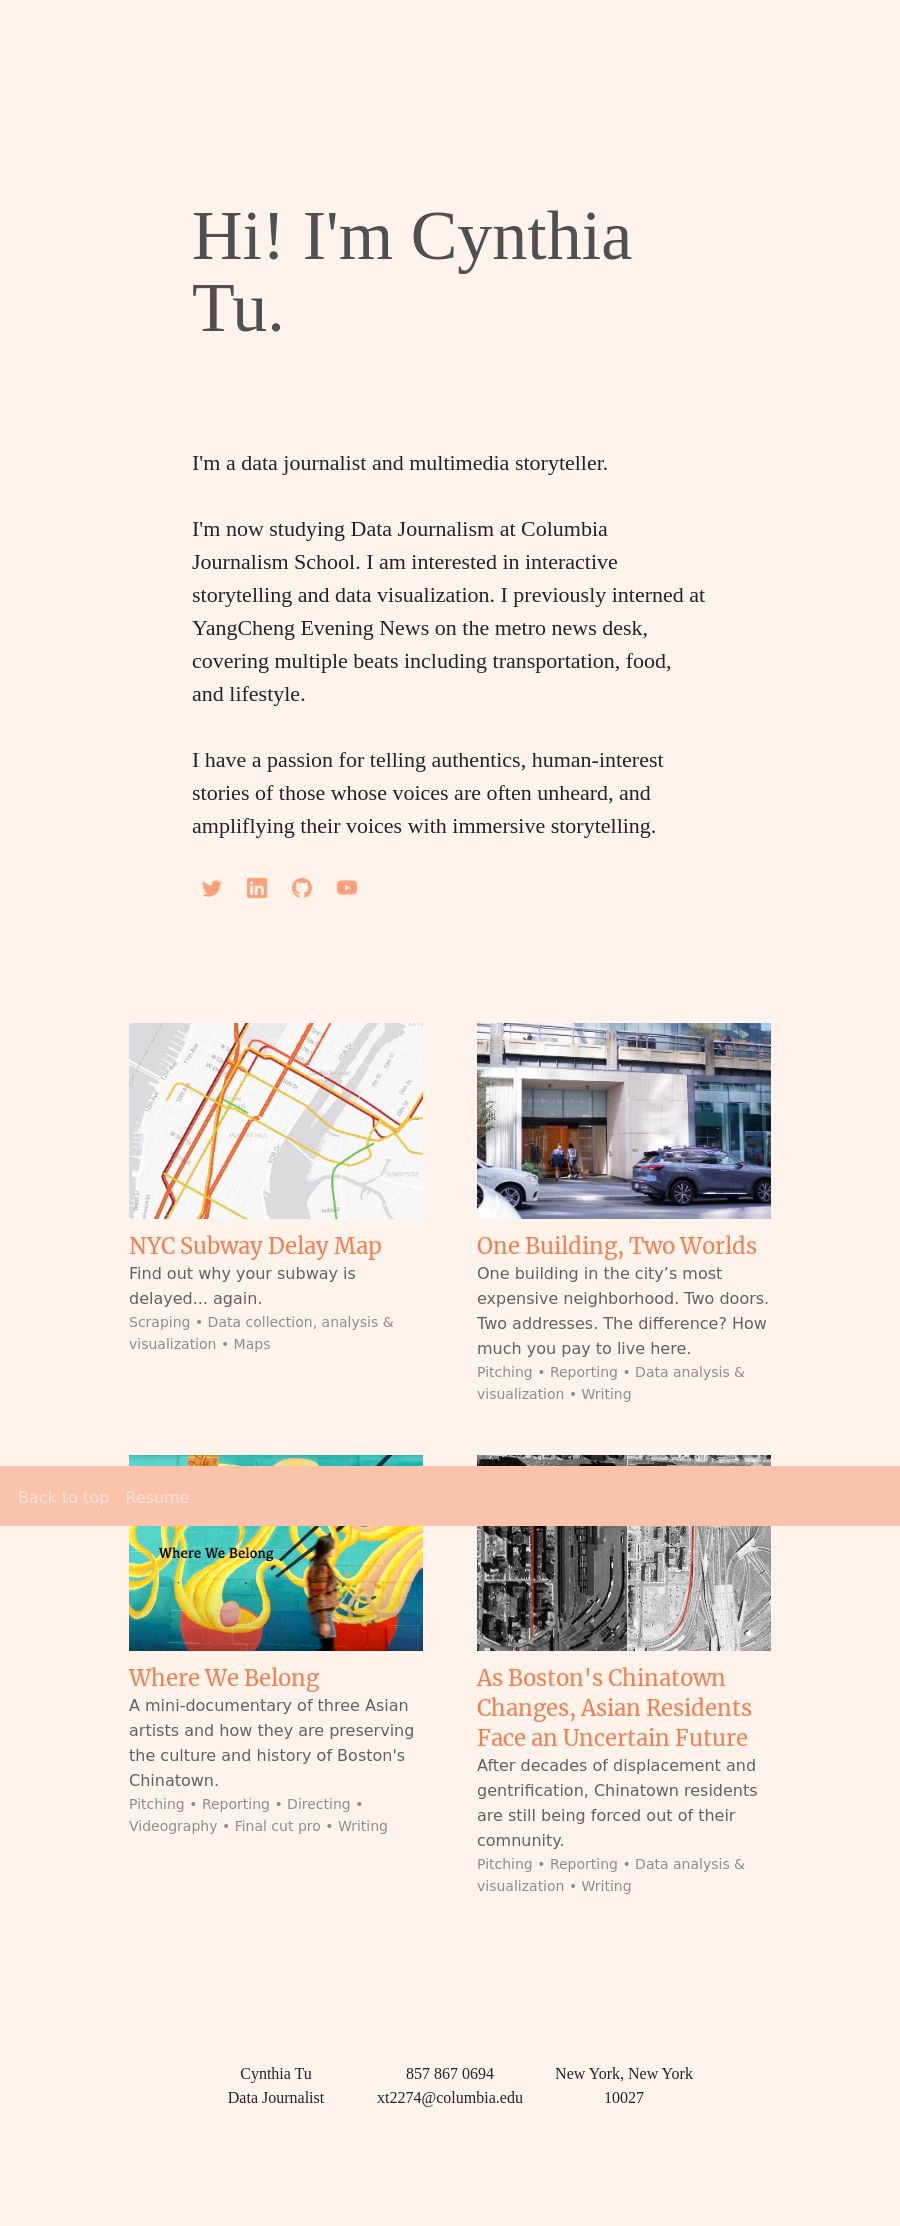 Hi! I'm Cynthia
Tu.
I'm a data journalist and multimedia storyteller.
I'm now studying Data Journalism at Columbia
Journalism School. I am interested in interactive
storytelling and data visualization. I previously interned at
YangCheng Evening News on the metro news desk,
covering multiple beats including transportation, food,
and lifestyle.
I have a passion for telling authentics, human-interest
stories of those whose voices are often unheard, and
ampliflying their voices with immersive storytelling.
NYC Subway Delay Map
Find out why your subway is
delayed... again.
Scraping • Data collection, analysis &
visualization • Maps
One Building, Two Worlds
One building in the city’s most
expensive neighborhood. Two doors.
Two addresses. The difference? How
much you pay to live here.
Pitching • Reporting • Data analysis &
visualization • Writing
Back to top Resume
Where We Belong
Where We Belong
A mini-documentary of three Asian
artists and how they are preserving
the culture and history of Boston's
Chinatown.
Pitching • Reporting • Directing •
Videography • Final cut pro • Writing
As Boston's Chinatown
Changes, Asian Residents
Face an Uncertain Future
After decades of displacement and
gentrification, Chinatown residents
are still being forced out of their
comnunity.
Pitching • Reporting • Data analysis &
visualization • Writing
Cynthia Tu
Data Journalist
857 867 0694
xt2274@columbia.edu
New York, New York
10027